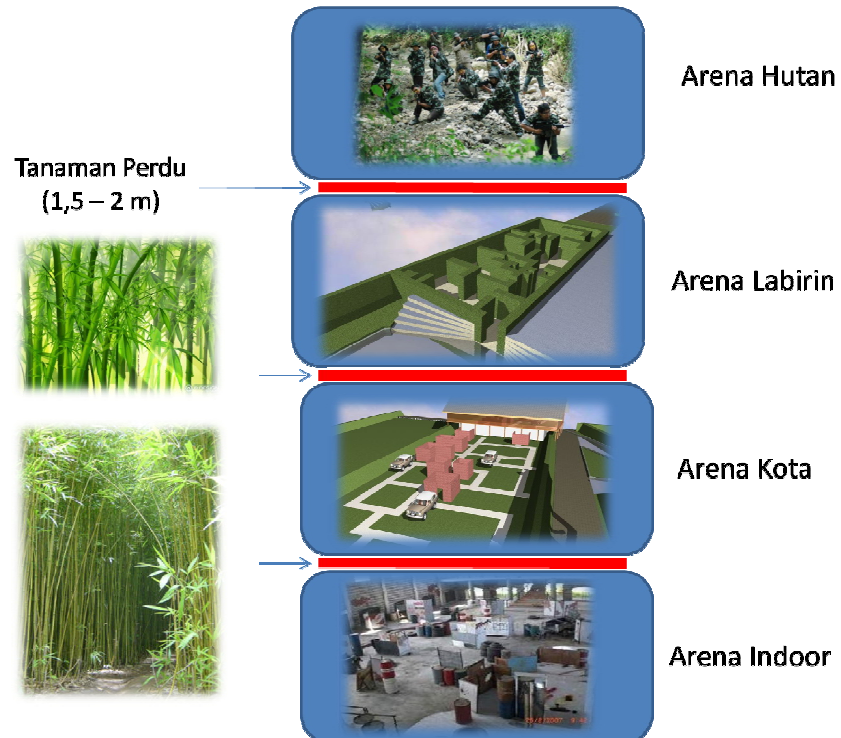 Arena Hutan
Tanaman Perdu
(1,5 – 2 m)
Arena Labirin
Arena Kota
Arena Indoor